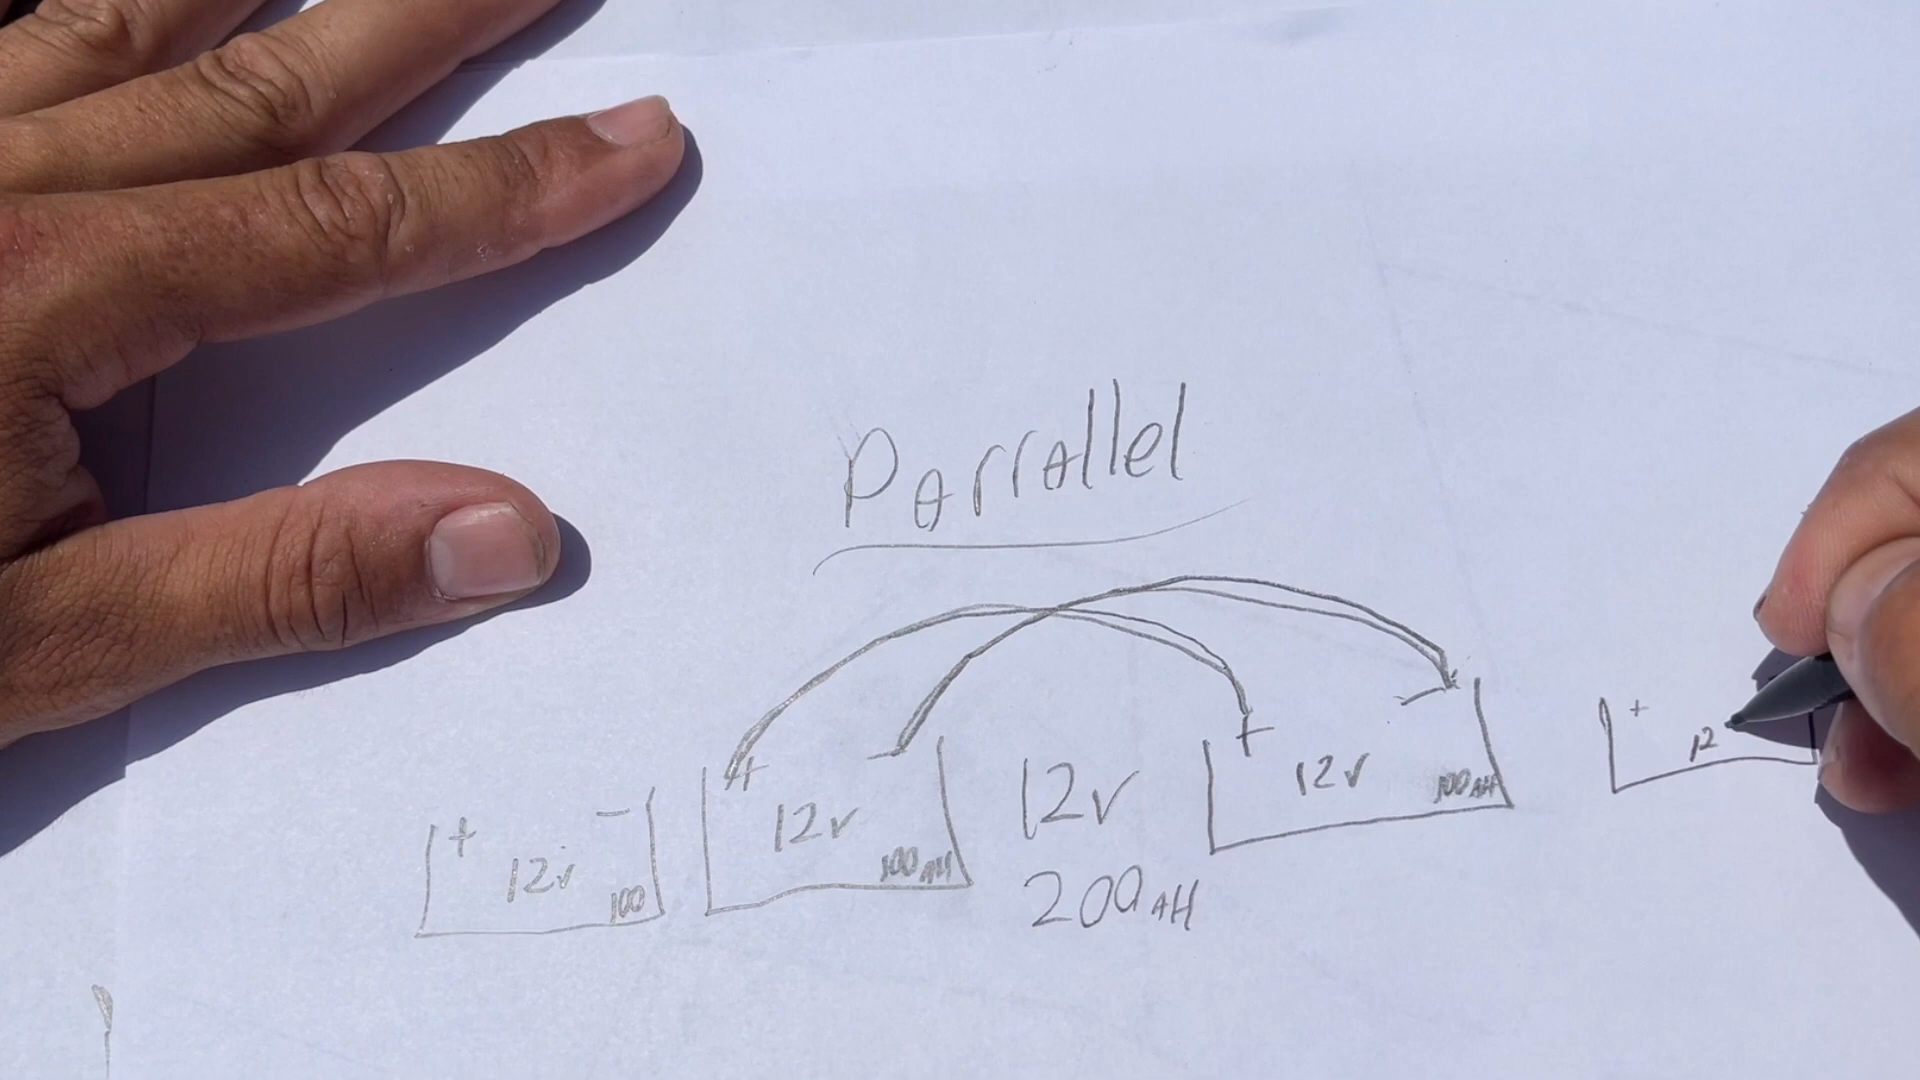 Parrallel
+ - 12v 100
+ - 12v 100AH
12v
200AH
+ - 12v 100AH
+ 12